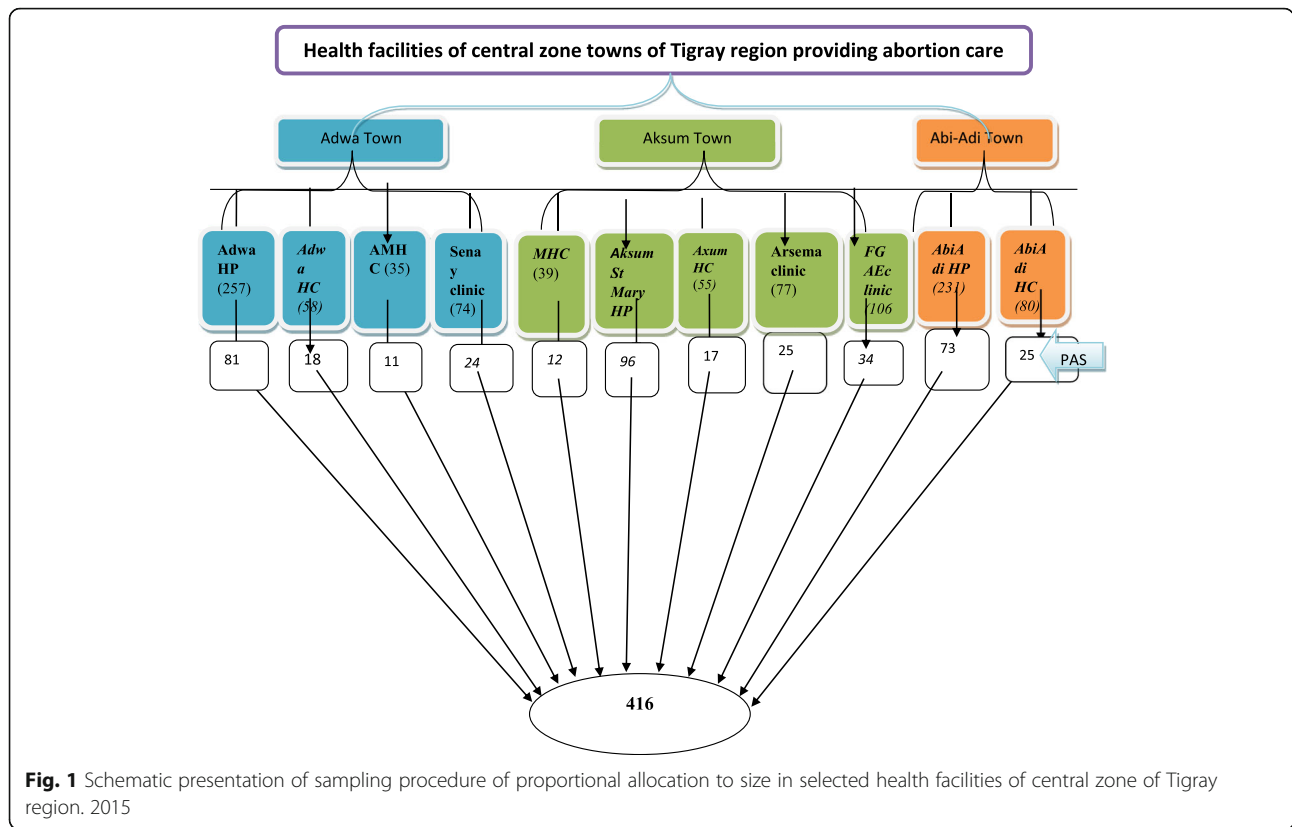 Health facilities of central zone towns of Tigray region providing abortion care
Adwa Town
Aksum Town
Abi-Adi Town
Adwa
HP
(257)
Adw
a
HC
(58)
AMH
C (35)
Sena
y
clinic
(74)
MHC
(39)
Aksum
St
Mary
HP
Axum
HC
(55)
Arsema
clinic
(77)
FG
AEc
linic
(106
AbiA
di HP
(231)
AbiA
di
HC
(80)
81
18
11
24
12
96
17
25
34
73
25
PAS
416
Fig. 1 Schematic presentation of sampling procedure of proportional allocation to size in selected health facilities of central zone of Tigray
region. 2015